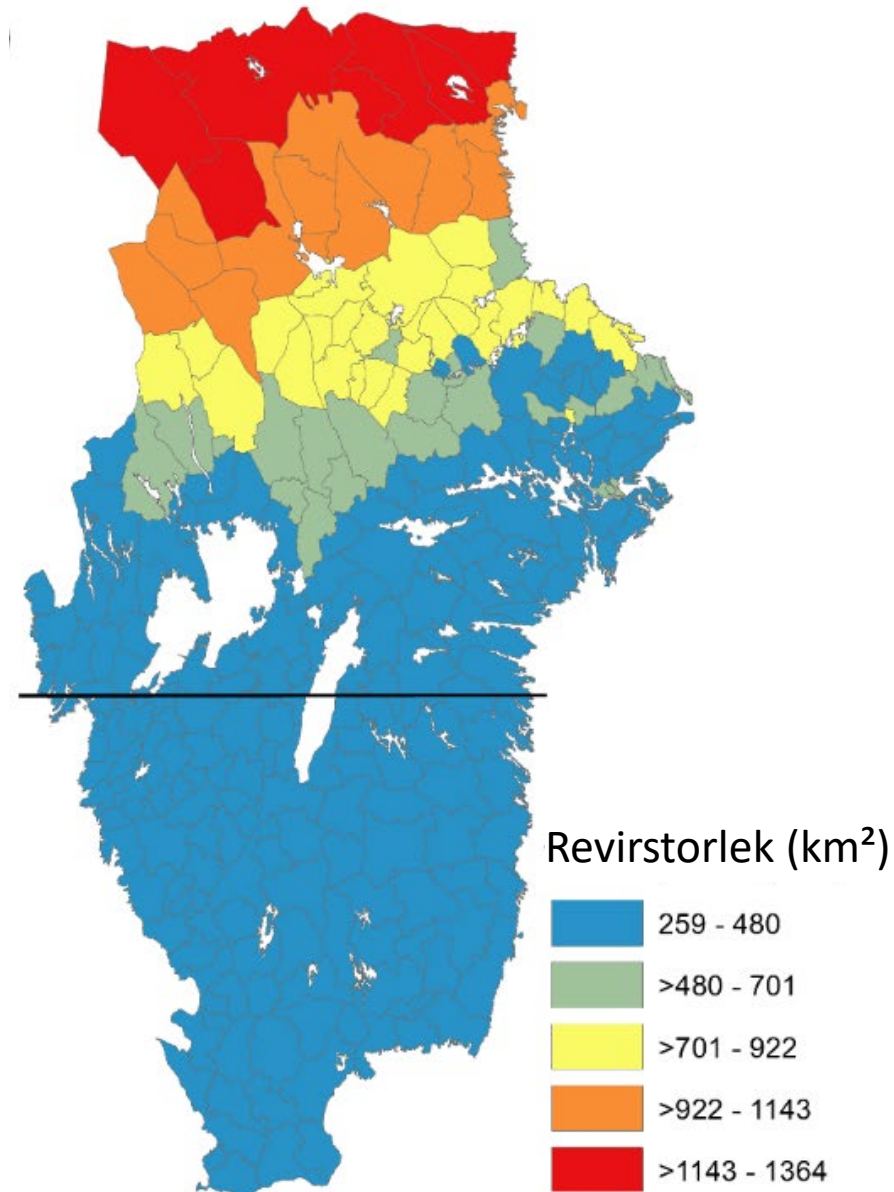 Revirstorlek (km²)
259 - 480
>480 - 701
>701 - 922
>922 - 1143
>1143 - 1364